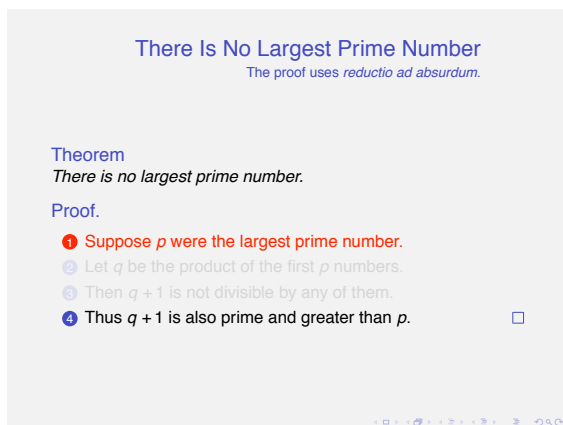 There Is No Largest Prime Number
The proof uses reductio ad absurdum.
Theorem
There is no largest prime number.
Proof.
1 Suppose p were the largest prime number.
2 Let q be the product of the first p numbers.
3 Then q + 1 is not divisible by any of them.
4 Thus q + 1 is also prime and greater than p.